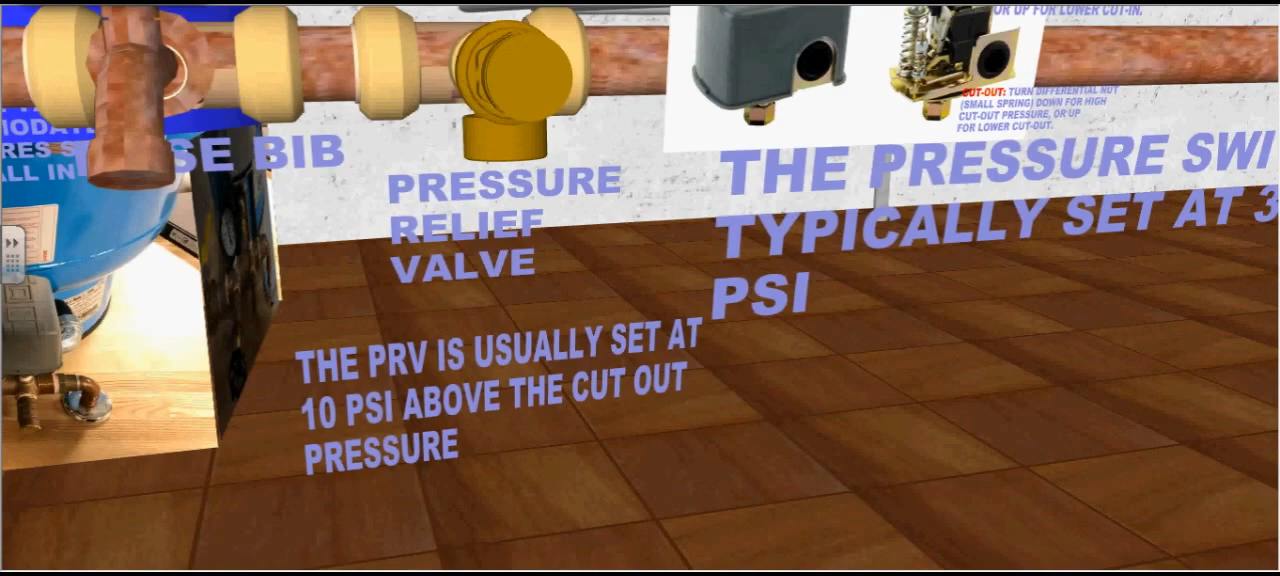 OR UP FOR LOWER CUT-IN.
CUT-OUT: TURN DIFFERENTIAL NUT
(SMALL SPRING) DOWN FOR HIGH
CUT-OUT PRESSURE, OR UP
FOR LOWER CUT-OUT.
SE BIB
ALL IN
PRESSURE
RELIEF
VALVE
THE PRESSURE SWI
TYPICALLY SET AT 3
PSI
THE PRV IS USUALLY SET AT
10 PSI ABOVE THE CUT OUT
PRESSURE